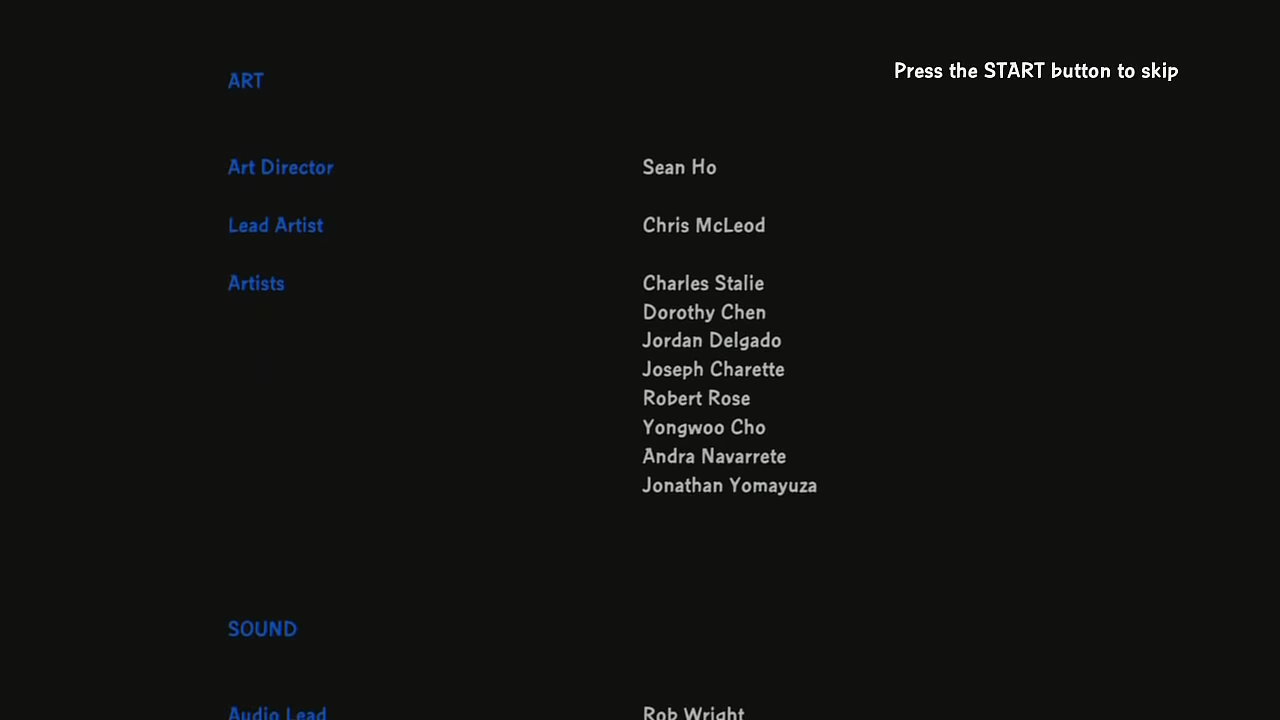 Press the START button to skip
ART
Art Director Sean Ho
Lead Artist Chris McLeod
Artists Charles Stalie
Dorothy Chen
Jordan Delgado
Joseph Charette
Robert Rose
Yongwoo Cho
Andra Navarrete
Jonathan Yomayuza
SOUND
Audio Lead Rob Wright